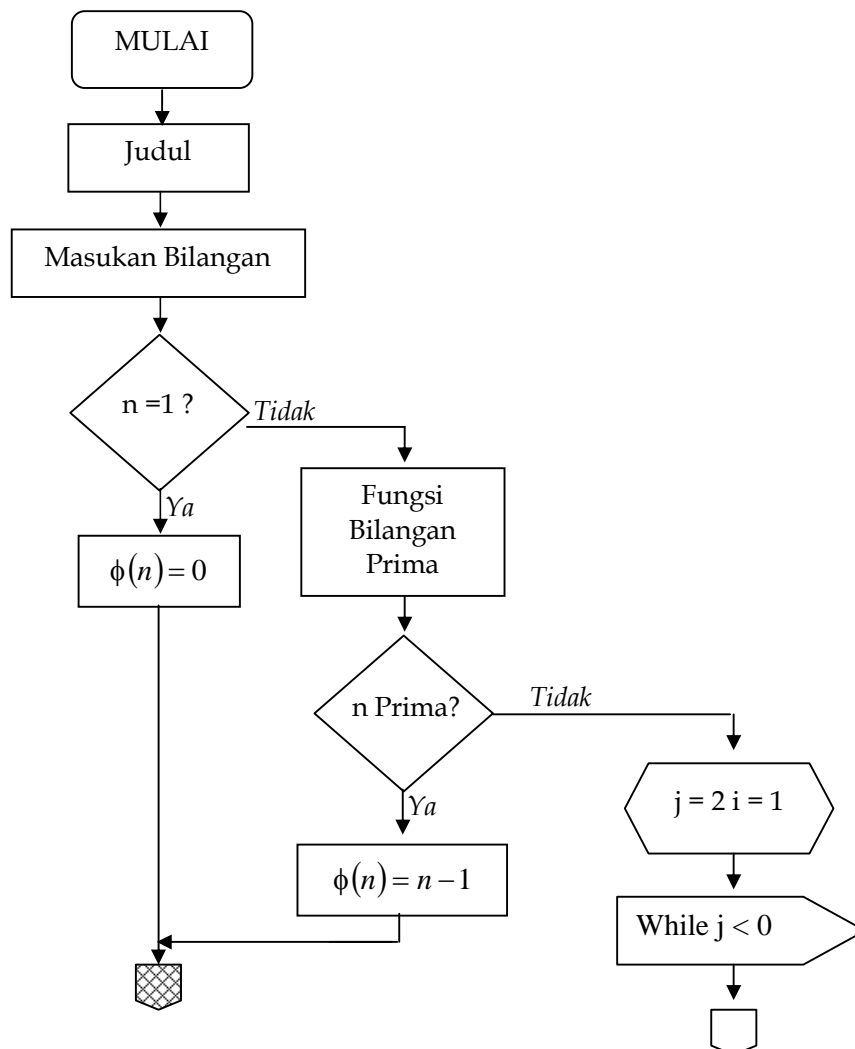 MULAI
Judul
Masukan Bilangan
n =1 ?
Tidak
Ya
ϕ(n) = 0
Fungsi
Bilangan
Prima
n Prima?
Tidak
Ya
ϕ(n) = n − 1
j = 2 i = 1
While j < 0